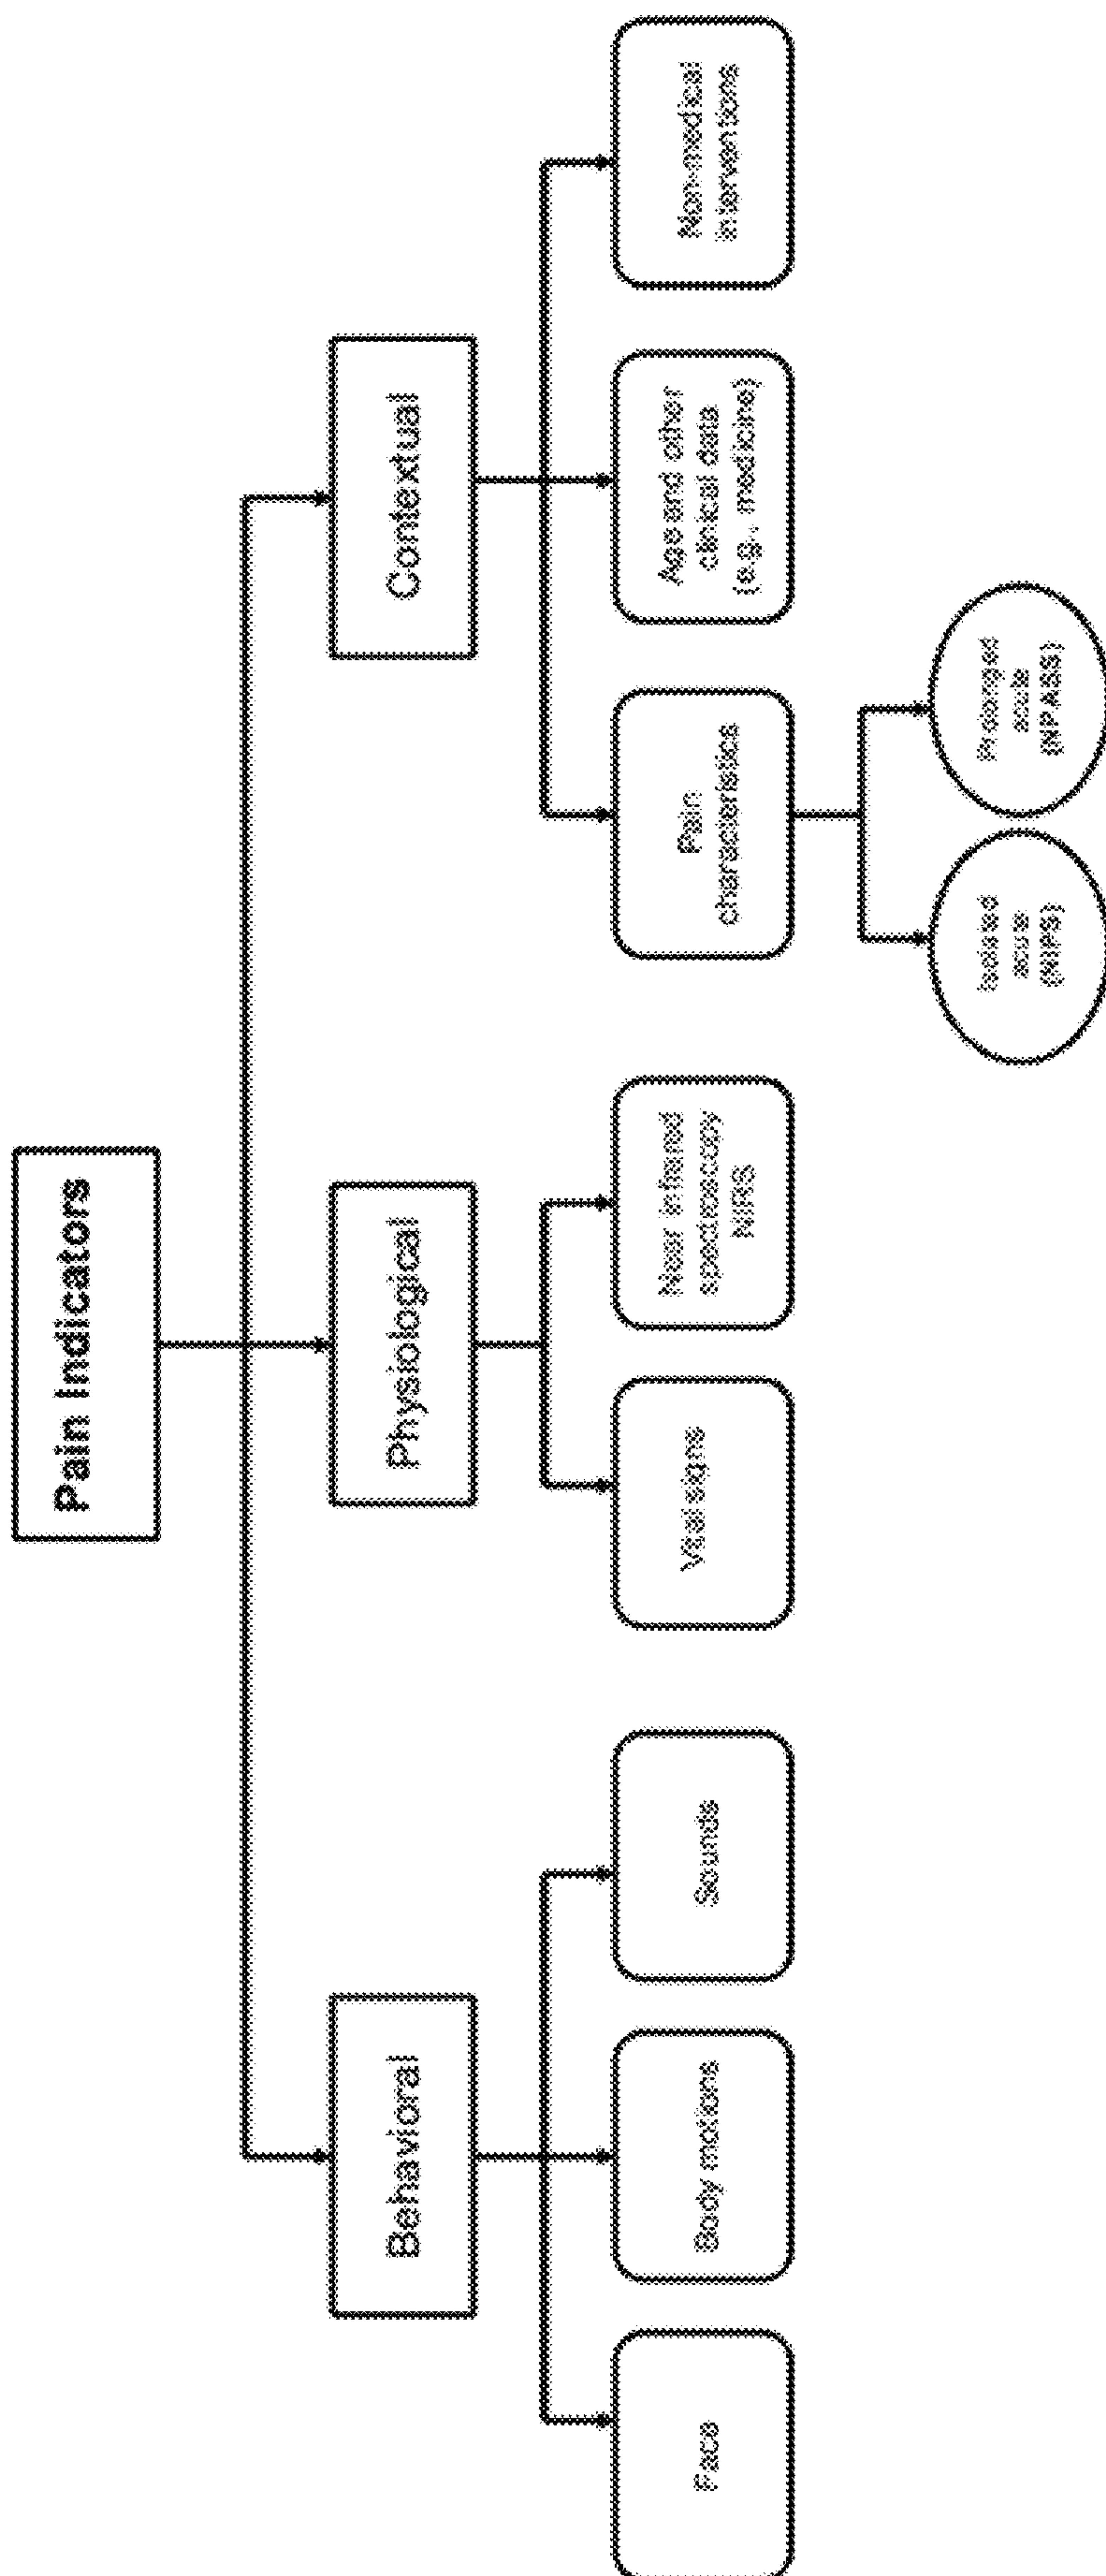 Pain Indicators
Behavioral
Physiological
Contextual
Face
Body motions
Sounds
Vital signs
Near infrared
spectroscopy
NIRS
Pain
characteristics
Age and other
clinical data
(e.g., medicine)
Non-medical
interventions
Isolated
acute
(NIPS)
Prolonged
acute
(NPASS)